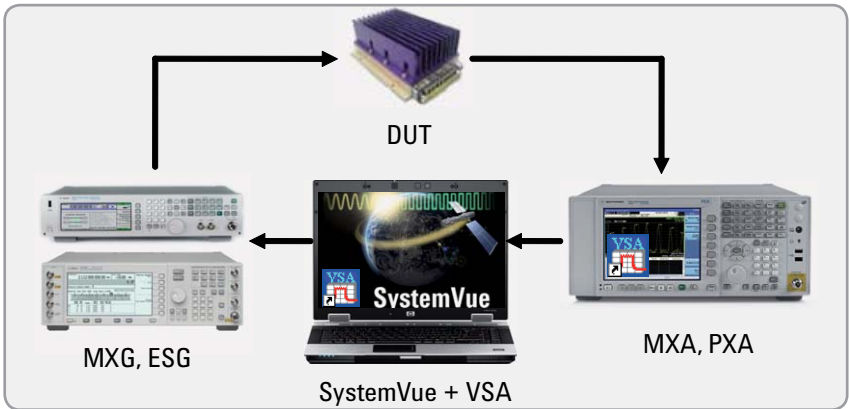 DUT
VSA
SystemVue
VSA
MXG, ESG
MXA, PXA
SystemVue + VSA